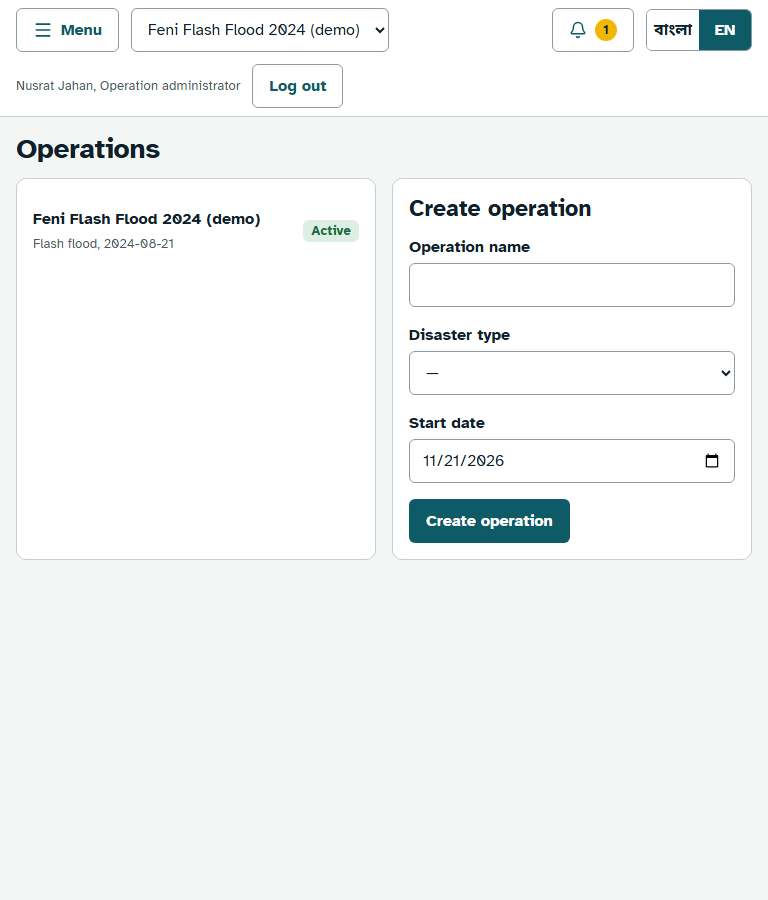 Menu
Feni Flash Flood 2024 (demo)
1
বাংলা
EN
Nusrat Jahan, Operation administrator
Log out
Operations
Feni Flash Flood 2024 (demo)
Flash flood, 2024-08-21
Active
Create operation
Operation name
Disaster type
—
Start date
11/21/2026
Create operation